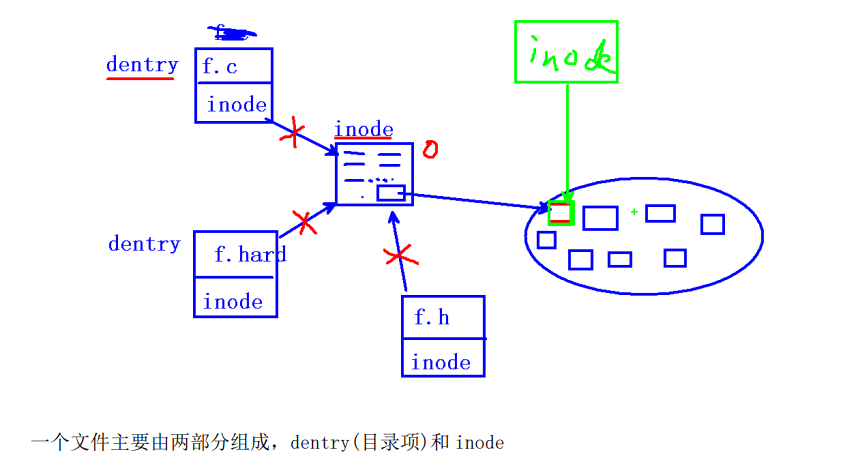 inode
dentry
f.c
inode
inode
0
dentry
f.hard
inode
f.h
inode
一个文件主要由两部分组成，dentry(目录项)和 inode